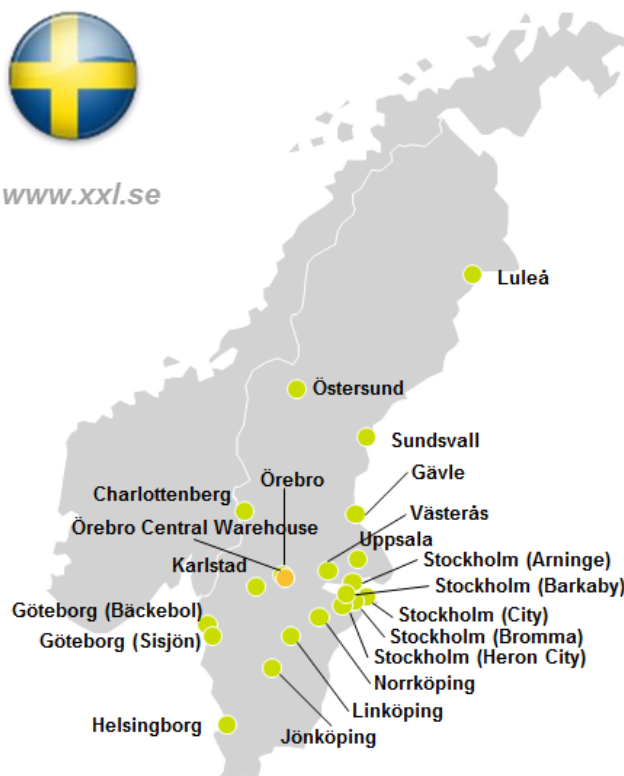 www.xxl.se
Luleå
Östersund
Sundsvall
Örebro
Gävle
Charlottenberg
Västerås
Örebro Central Warehouse
Uppsala
Karlstad
Stockholm (Arninge)
Stockholm (Barkaby)
Göteborg (Bäckebol)
Stockholm (City)
Göteborg (Sisjön)
Stockholm (Bromma)
Stockholm (Heron City)
Norrköping
Linköping
Helsingborg
Jönköping